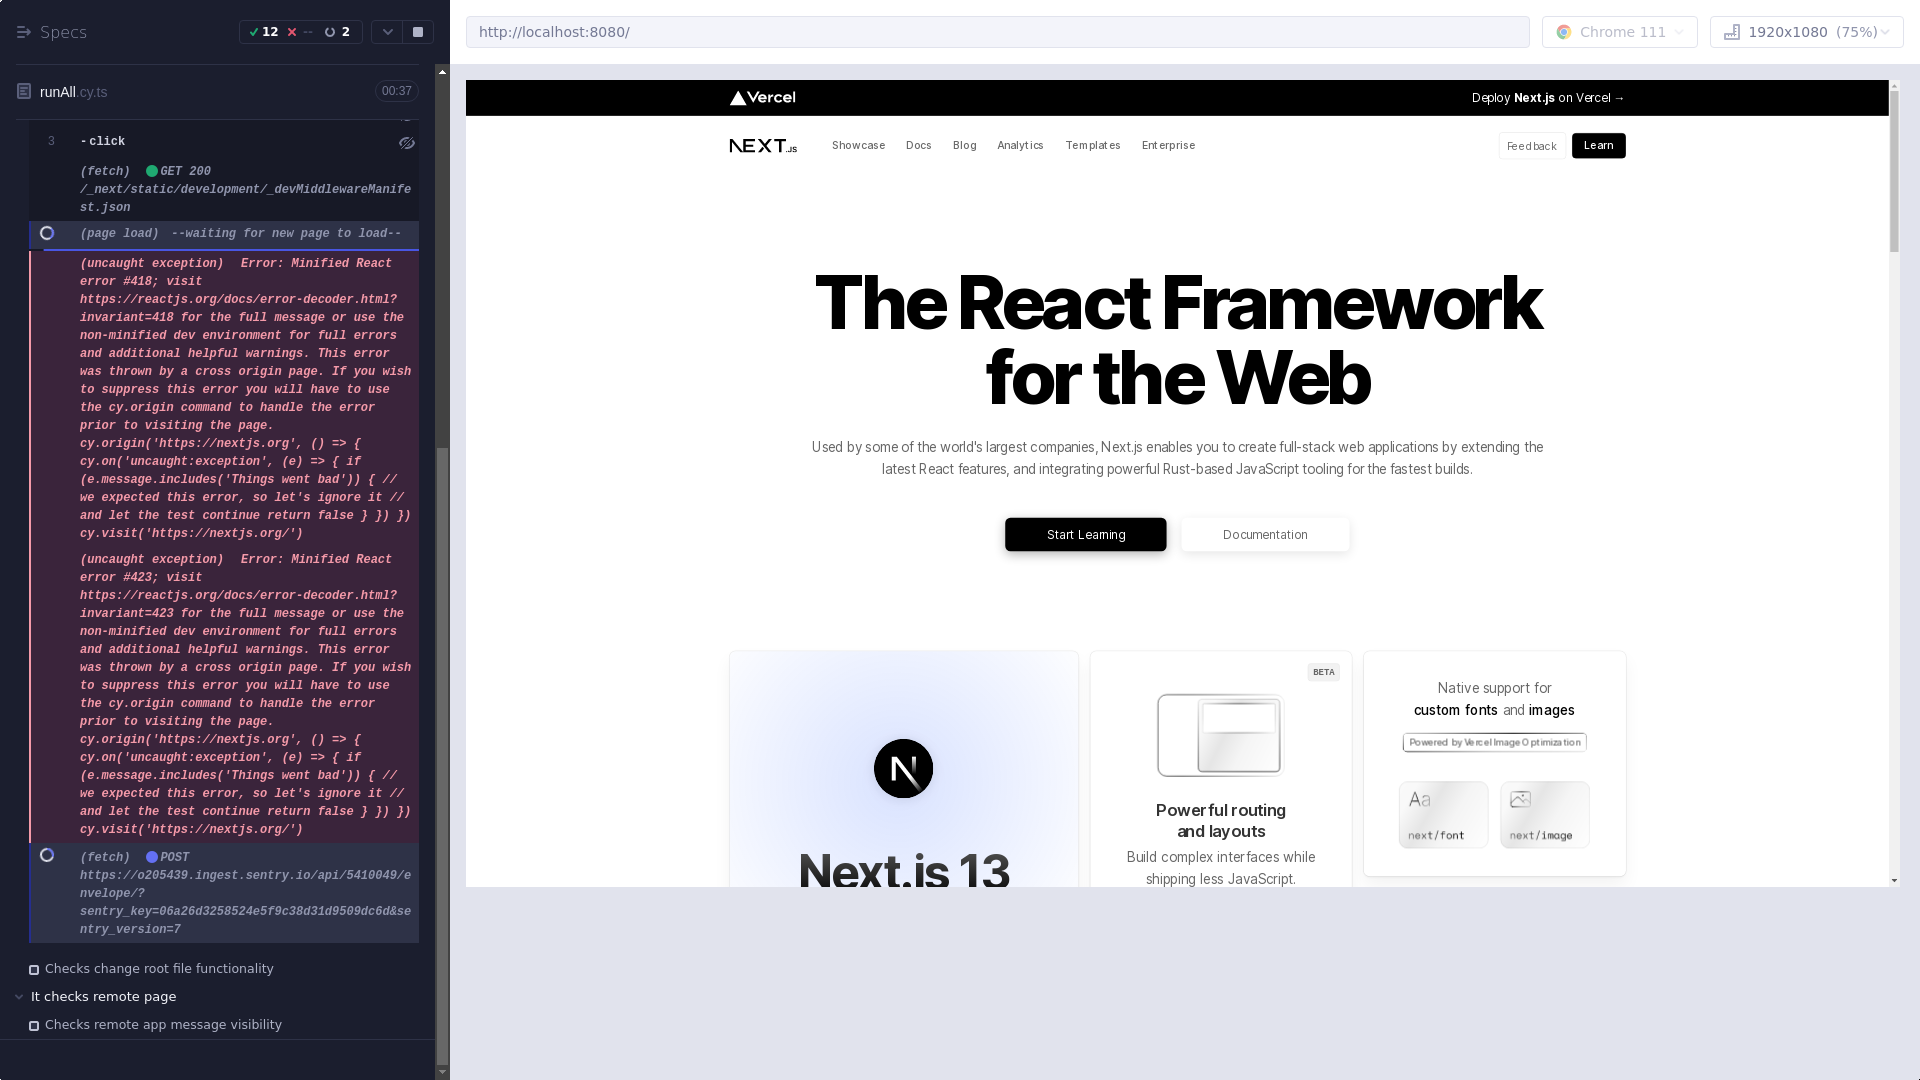 Specs
12
--
2
runAll.cy.ts
00:37
3
-click
(fetch) GET 200
/_next/static/development/_devMiddlewareManife
st.json
(page load) --waiting for new page to load--
(uncaught exception) Error: Minified React
error #418; visit
https://reactjs.org/docs/error-decoder.html?
invariant=418 for the full message or use the
non-minified dev environment for full errors
and additional helpful warnings. This error
was thrown by a cross origin page. If you wish
to suppress this error you will have to use
the cy.origin command to handle the error
prior to visiting the page.
cy.origin('https://nextjs.org', () => {
cy.on('uncaught:exception', (e) => { if
(e.message.includes('Things went bad')) { //
we expected this error, so let's ignore it //
and let the test continue return false } }) })
cy.visit('https://nextjs.org/')
(uncaught exception) Error: Minified React
error #423; visit
https://reactjs.org/docs/error-decoder.html?
invariant=423 for the full message or use the
non-minified dev environment for full errors
and additional helpful warnings. This error
was thrown by a cross origin page. If you wish
to suppress this error you will have to use
the cy.origin command to handle the error
prior to visiting the page.
cy.origin('https://nextjs.org', () => {
cy.on('uncaught:exception', (e) => { if
(e.message.includes('Things went bad')) { //
we expected this error, so let's ignore it //
and let the test continue return false } }) })
cy.visit('https://nextjs.org/')
(fetch) POST
https://o205439.ingest.sentry.io/api/5410049/e
nvelope/?
sentry_key=06a26d3258524e5f9c38d31d9509dc6d&se
ntry_version=7
Checks change root file functionality
It checks remote page
Checks remote app message visibility
http://localhost:8080/
Chrome 111
1920x1080 (75%)
Vercel
Deploy Next.js on Vercel →
NEXT.JS
Showcase
Docs
Blog
Analytics
Templates
Enterprise
Feedback
Learn
The React Framework
for the Web
Used by some of the world's largest companies, Next.js enables you to create full-stack web applications by extending the
latest React features, and integrating powerful Rust-based JavaScript tooling for the fastest builds.
Start Learning
Documentation
N
Next.js 13
BETA
Powerful routing
and layouts
Build complex interfaces while
shipping less JavaScript.
Native support for
custom fonts and images
Powered by Vercel Image Optimization
Aa
next/font
next/image